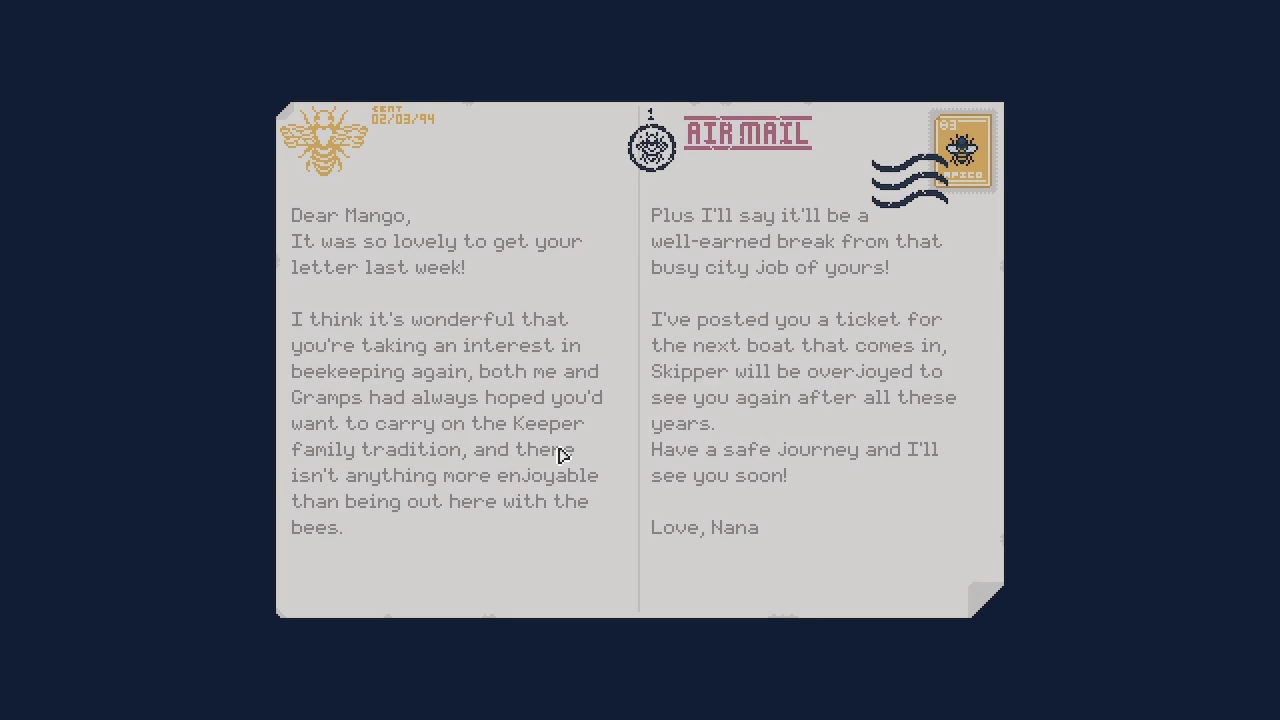 SENT
02/03/94
1
AIR MAIL
03
APICO
Dear Mango,
It was so lovely to get your
letter last week!
I think it's wonderful that
you're taking an interest in
beekeeping again, both me and
Gramps had always hoped you'd
want to carry on the Keeper
family tradition, and there
isn't anything more enjoyable
than being out here with the
bees.
Plus I'll say it'll be a
well-earned break from that
busy city job of yours!
I've posted you a ticket for
the next boat that comes in,
Skipper will be overjoyed to
see you again after all these
years.
Have a safe journey and I'll
see you soon!
Love, Nana